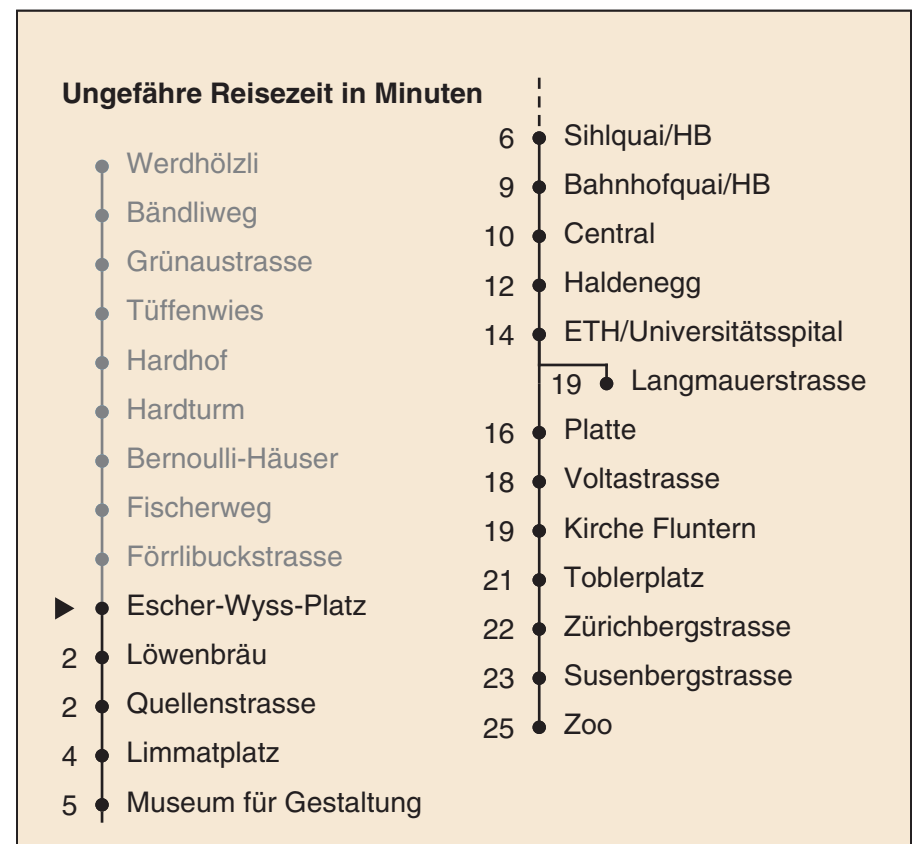 Ungefähre Reisezeit in Minuten
Werdhölzli
Bändliweg
Grünaustrasse
Tüffenwies
Hardhof
Hardturm
Bernoulli-Häuser
Fischerweg
Förrlibuckstrasse
Escher-Wyss-Platz
2 Löwenbräu
2 Quellenstrasse
4 Limmatplatz
5 Museum für Gestaltung
6 Sihlquai/HB
9 Bahnhofquai/HB
10 Central
12 Haldenegg
14 ETH/Universitätsspital
19 Langmauerstrasse
16 Platte
18 Voltastrasse
19 Kirche Fluntern
21 Toblerplatz
22 Zürichbergstrasse
23 Susenbergstrasse
25 Zoo